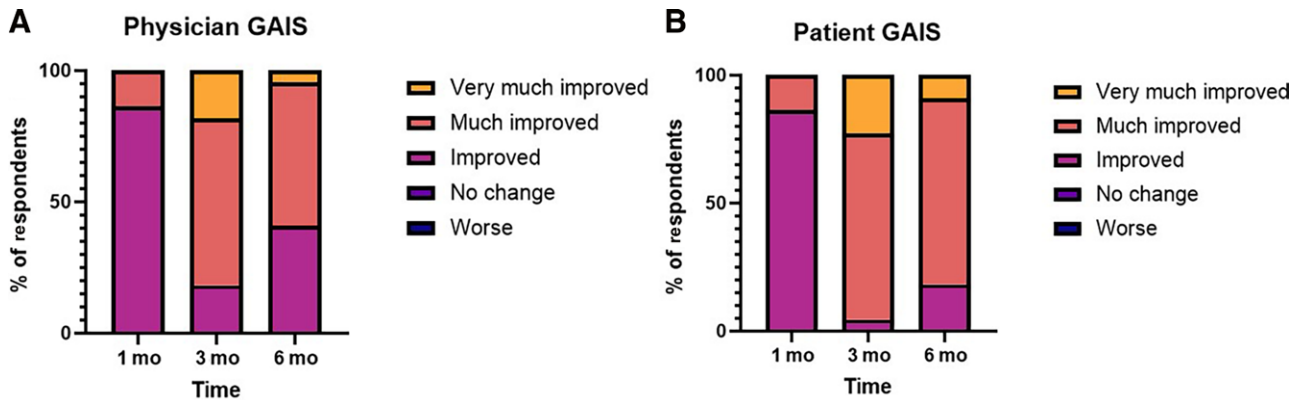 A
Physician GAIS
% of respondents
100
50
0
1 mo
3 mo
6 mo
Time
Very much improved
Much improved
Improved
No change
Worse
B
Patient GAIS
% of respondents
100
50
0
1 mo
3 mo
6 mo
Time
Very much improved
Much improved
Improved
No change
Worse